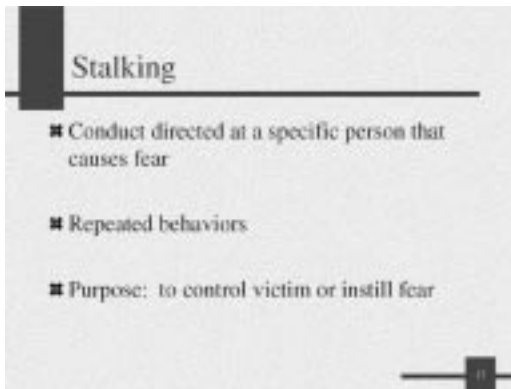 Stalking
Conduct directed at a specific person that
causes fear
Repeated behaviors
Purpose: to control victim or instill fear